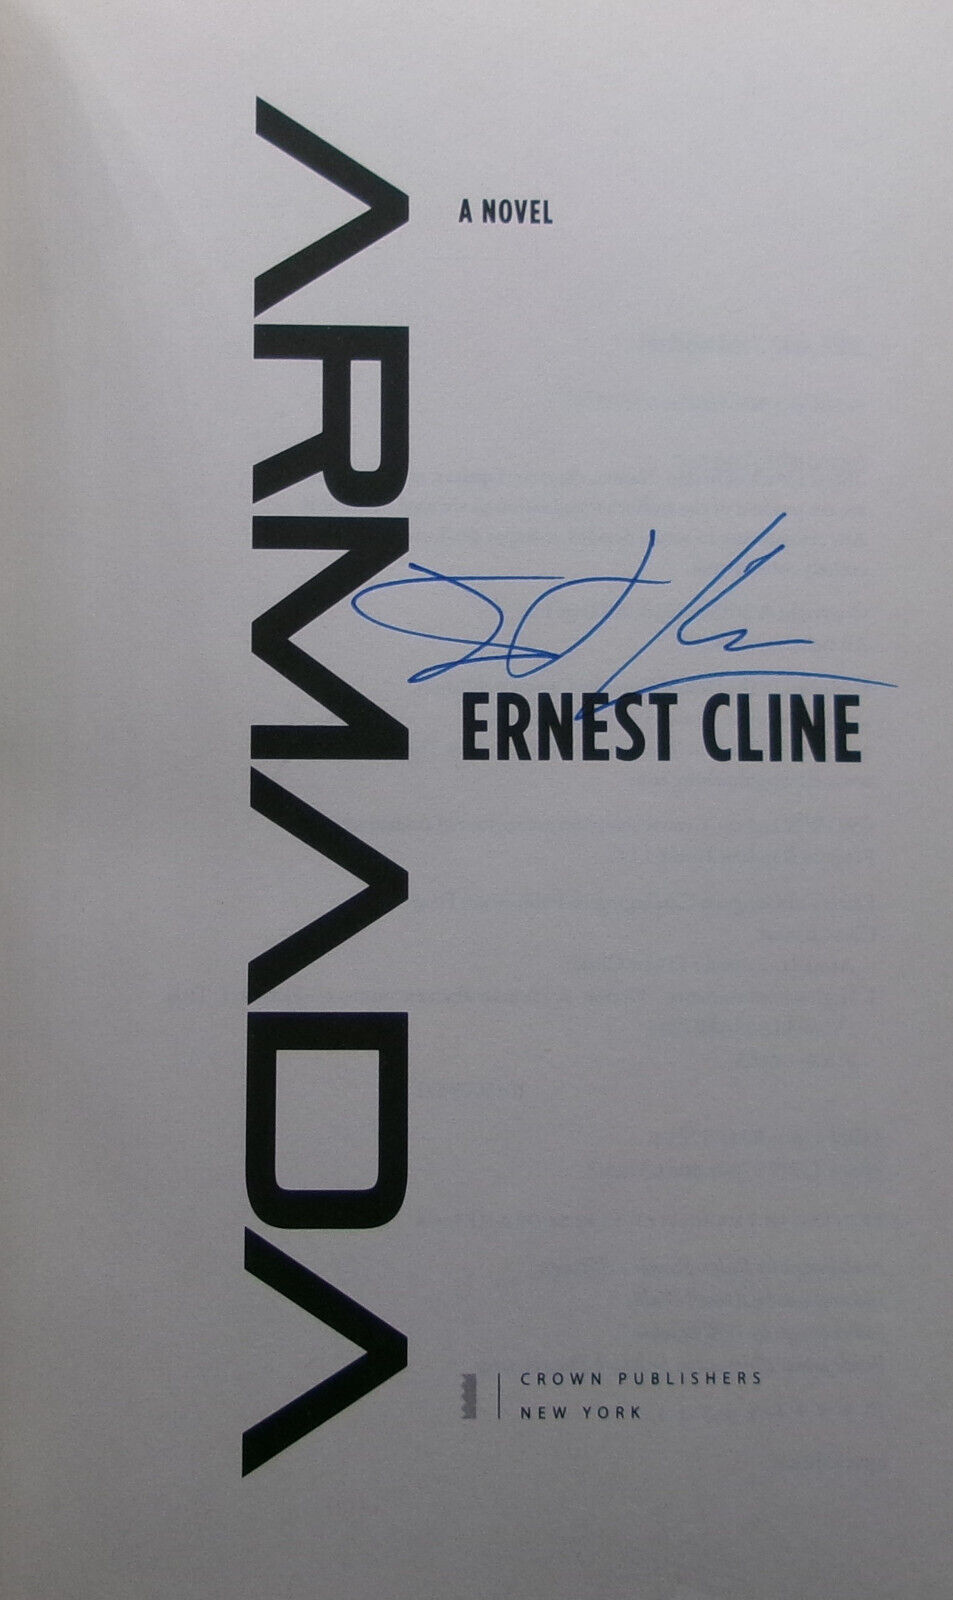 ARMADA
A NOVEL
ERNEST CLINE
CROWN PUBLISHERS
NEW YORK